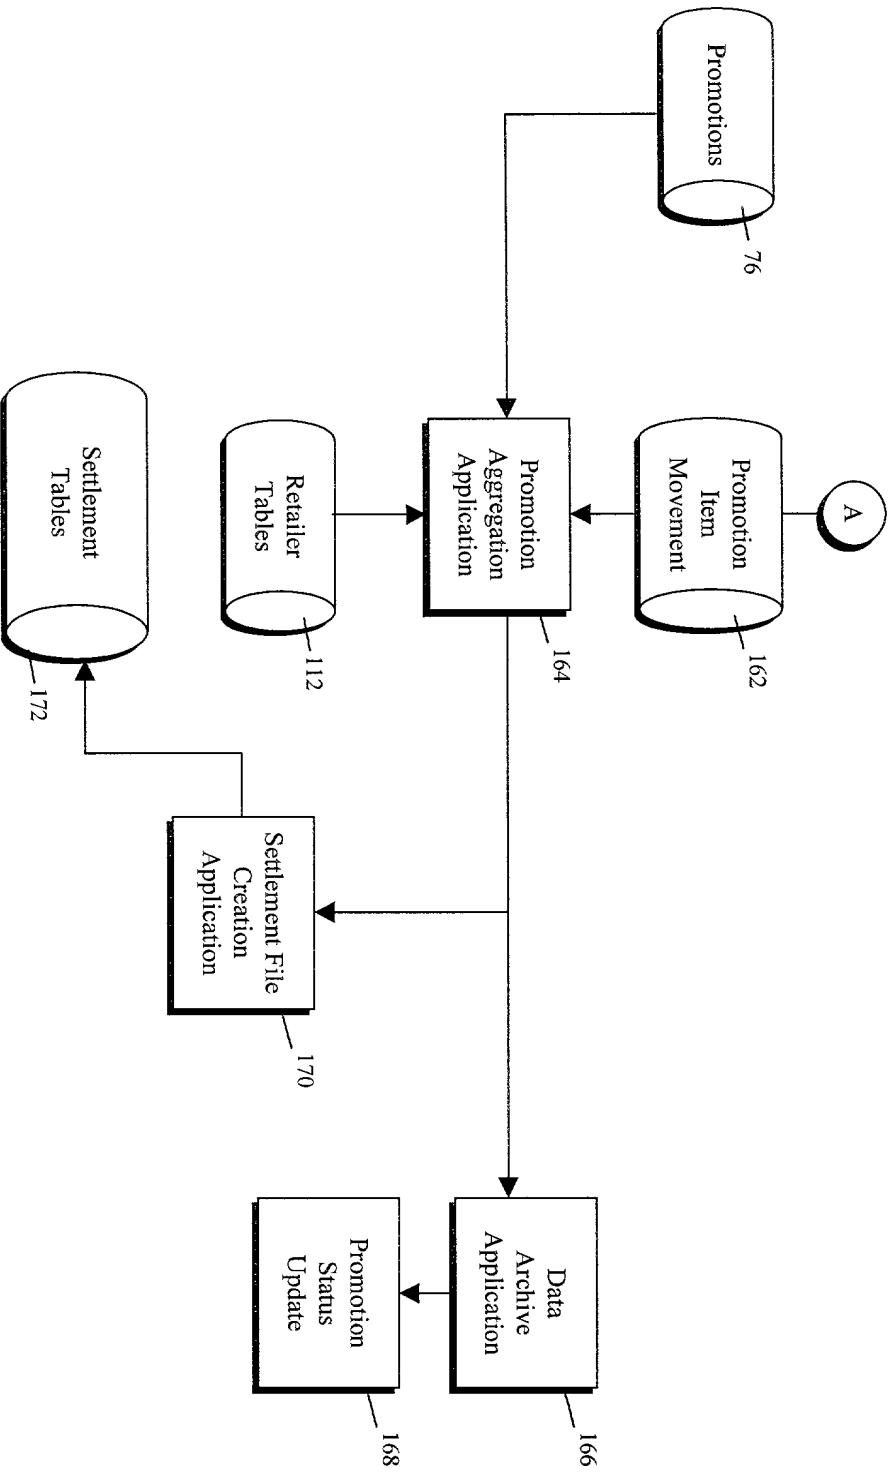 A
Promotions
76
Promotion
Item
Movement
162
Promotion
Aggregation
Application
164
Retailer
Tables
112
Settlement
Tables
172
Settlement File
Creation
Application
170
Data
Archive
Application
166
Promotion
Status
Update
168